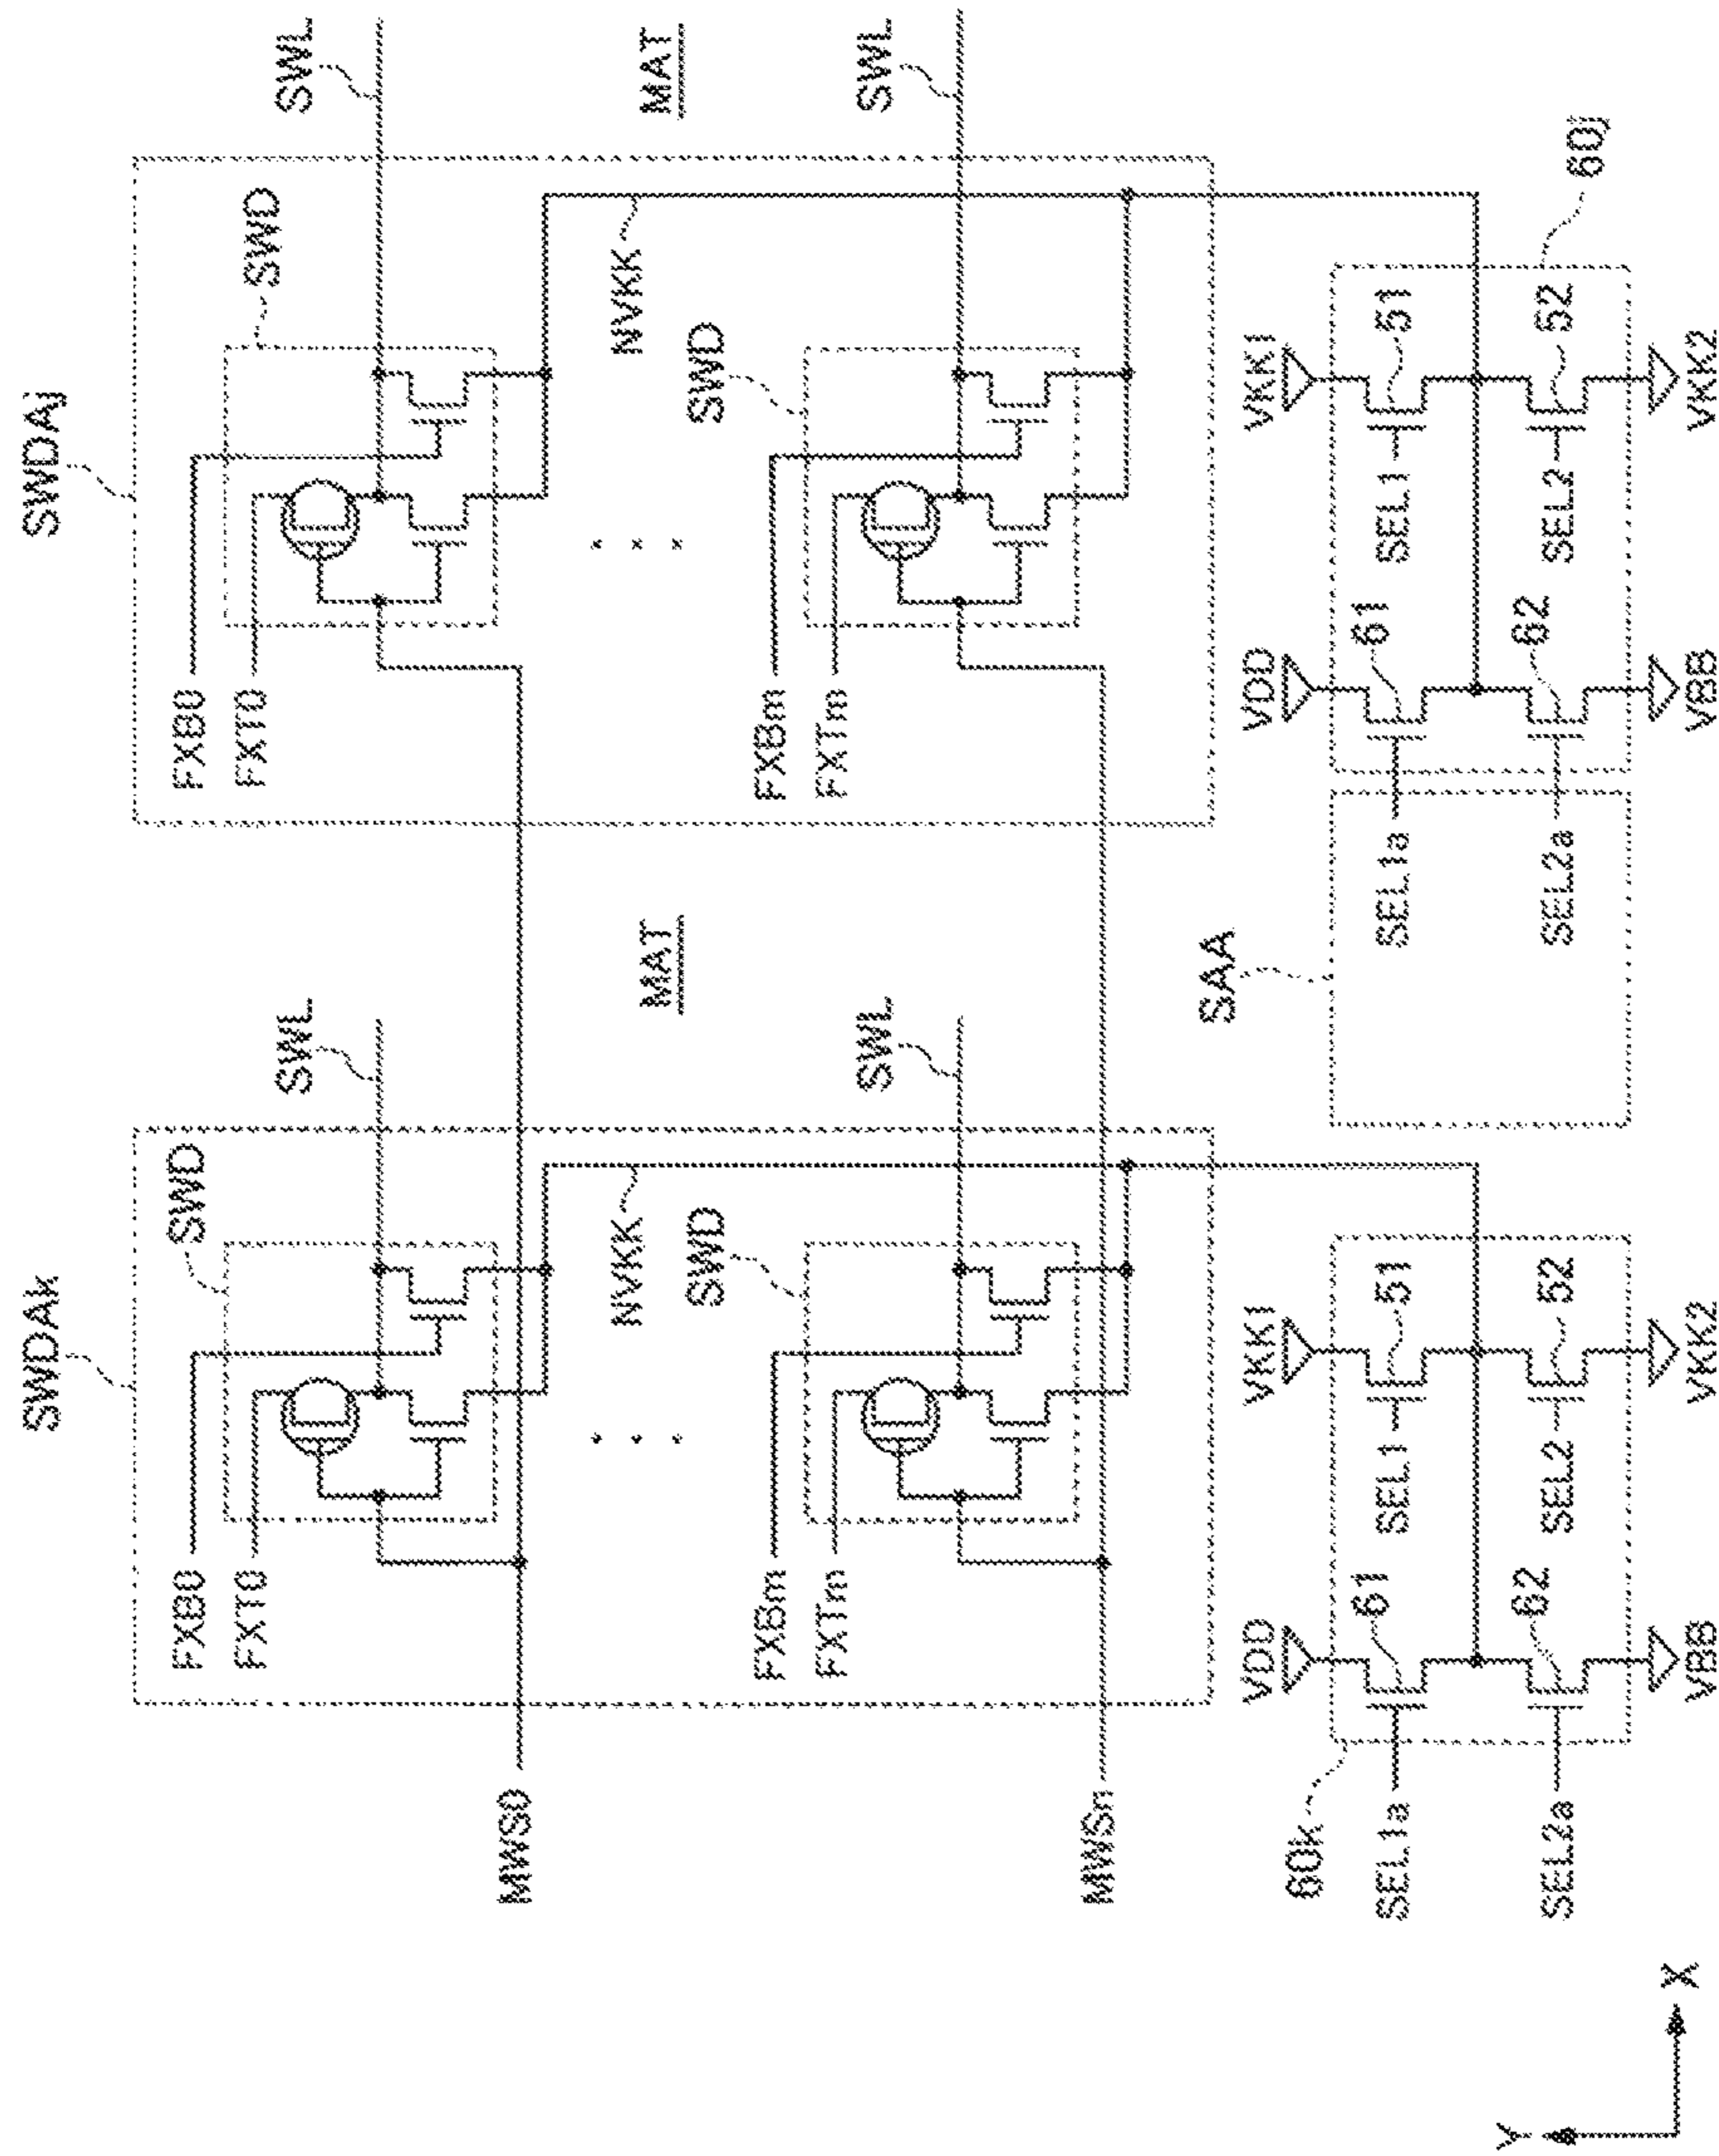 SWDAk
SWDAj
FXB0
SWD
FXB0
FXT0
FXT0
SWD
SWL
SWL
MWS0
NVKK
NVKK
MAT
MAT
SWD
SWD
FXBm
FXBm
FXTm
FXTm
SWL
SWL
MWSn
SAA
VDD
VKK1
VDD
VKK1
60k
61
61
SEL1a
SEL1
51
SEL1a
SEL1
51
Y
62
62
SEL2a
SEL2
52
SEL2a
SEL2
52
60j
X
VBB
VKK2
VBB
VKK2